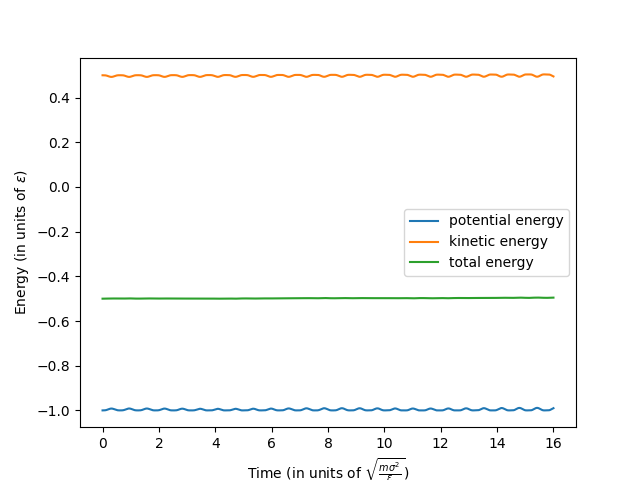 0.4
0.2
0.0
−0.2
−0.4
−0.6
−0.8
−1.0
Energy (in units of ε)
potential energy
kinetic energy
total energy
0 2 4 6 8 10 12 14 16
Time (in units of √(mσ²/ε))